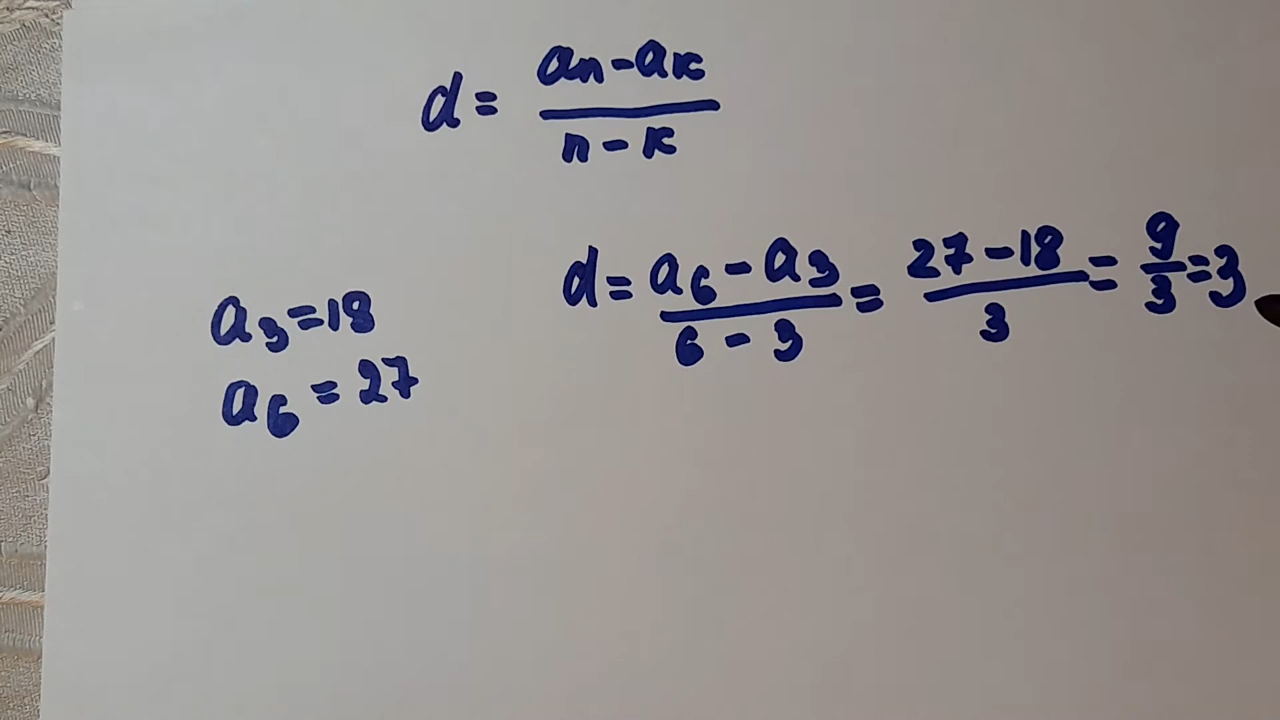 d = (aₙ - aₖ) / (n - k)
d = (a₆ - a₃) / (6 - 3) = (27 - 18) / 3 = 9/3 = 3
a₃ = 18
a₆ = 27